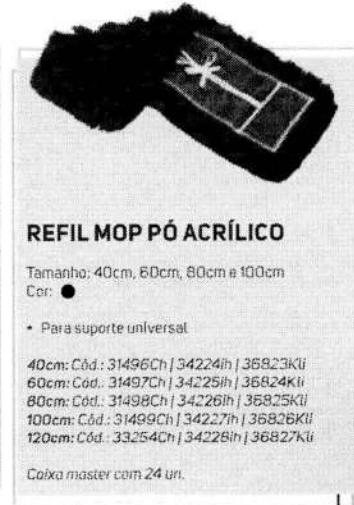 REFIL MOP PÓ ACRÍLICO
Tamanho: 40cm, 60cm, 80cm e 100cm
Cor:
• Para suporte universal
40cm: Cód.: 31496Ch | 34224ih | 36823Kli
60cm: Cód.: 31497Ch | 34225ih | 36824Kli
80cm: Cód.: 31498Ch | 34226ih | 36825Kli
100cm: Cód.: 31499Ch | 34227ih | 36826Kli
120cm: Cód.: 33254Ch | 34228ih | 36827Kli
Caixa master com 24 un.